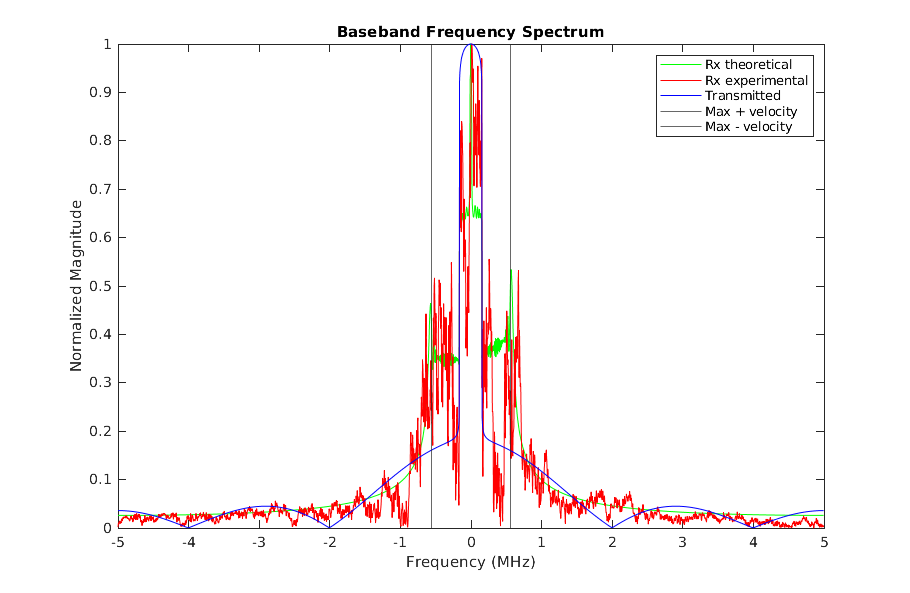 Baseband Frequency Spectrum
Rx theoretical
Rx experimental
Transmitted
Max + velocity
Max - velocity
Normalized Magnitude
1
0.9
0.8
0.7
0.6
0.5
0.4
0.3
0.2
0.1
0
-5 -4 -3 -2 -1 0 1 2 3 4 5
Frequency (MHz)